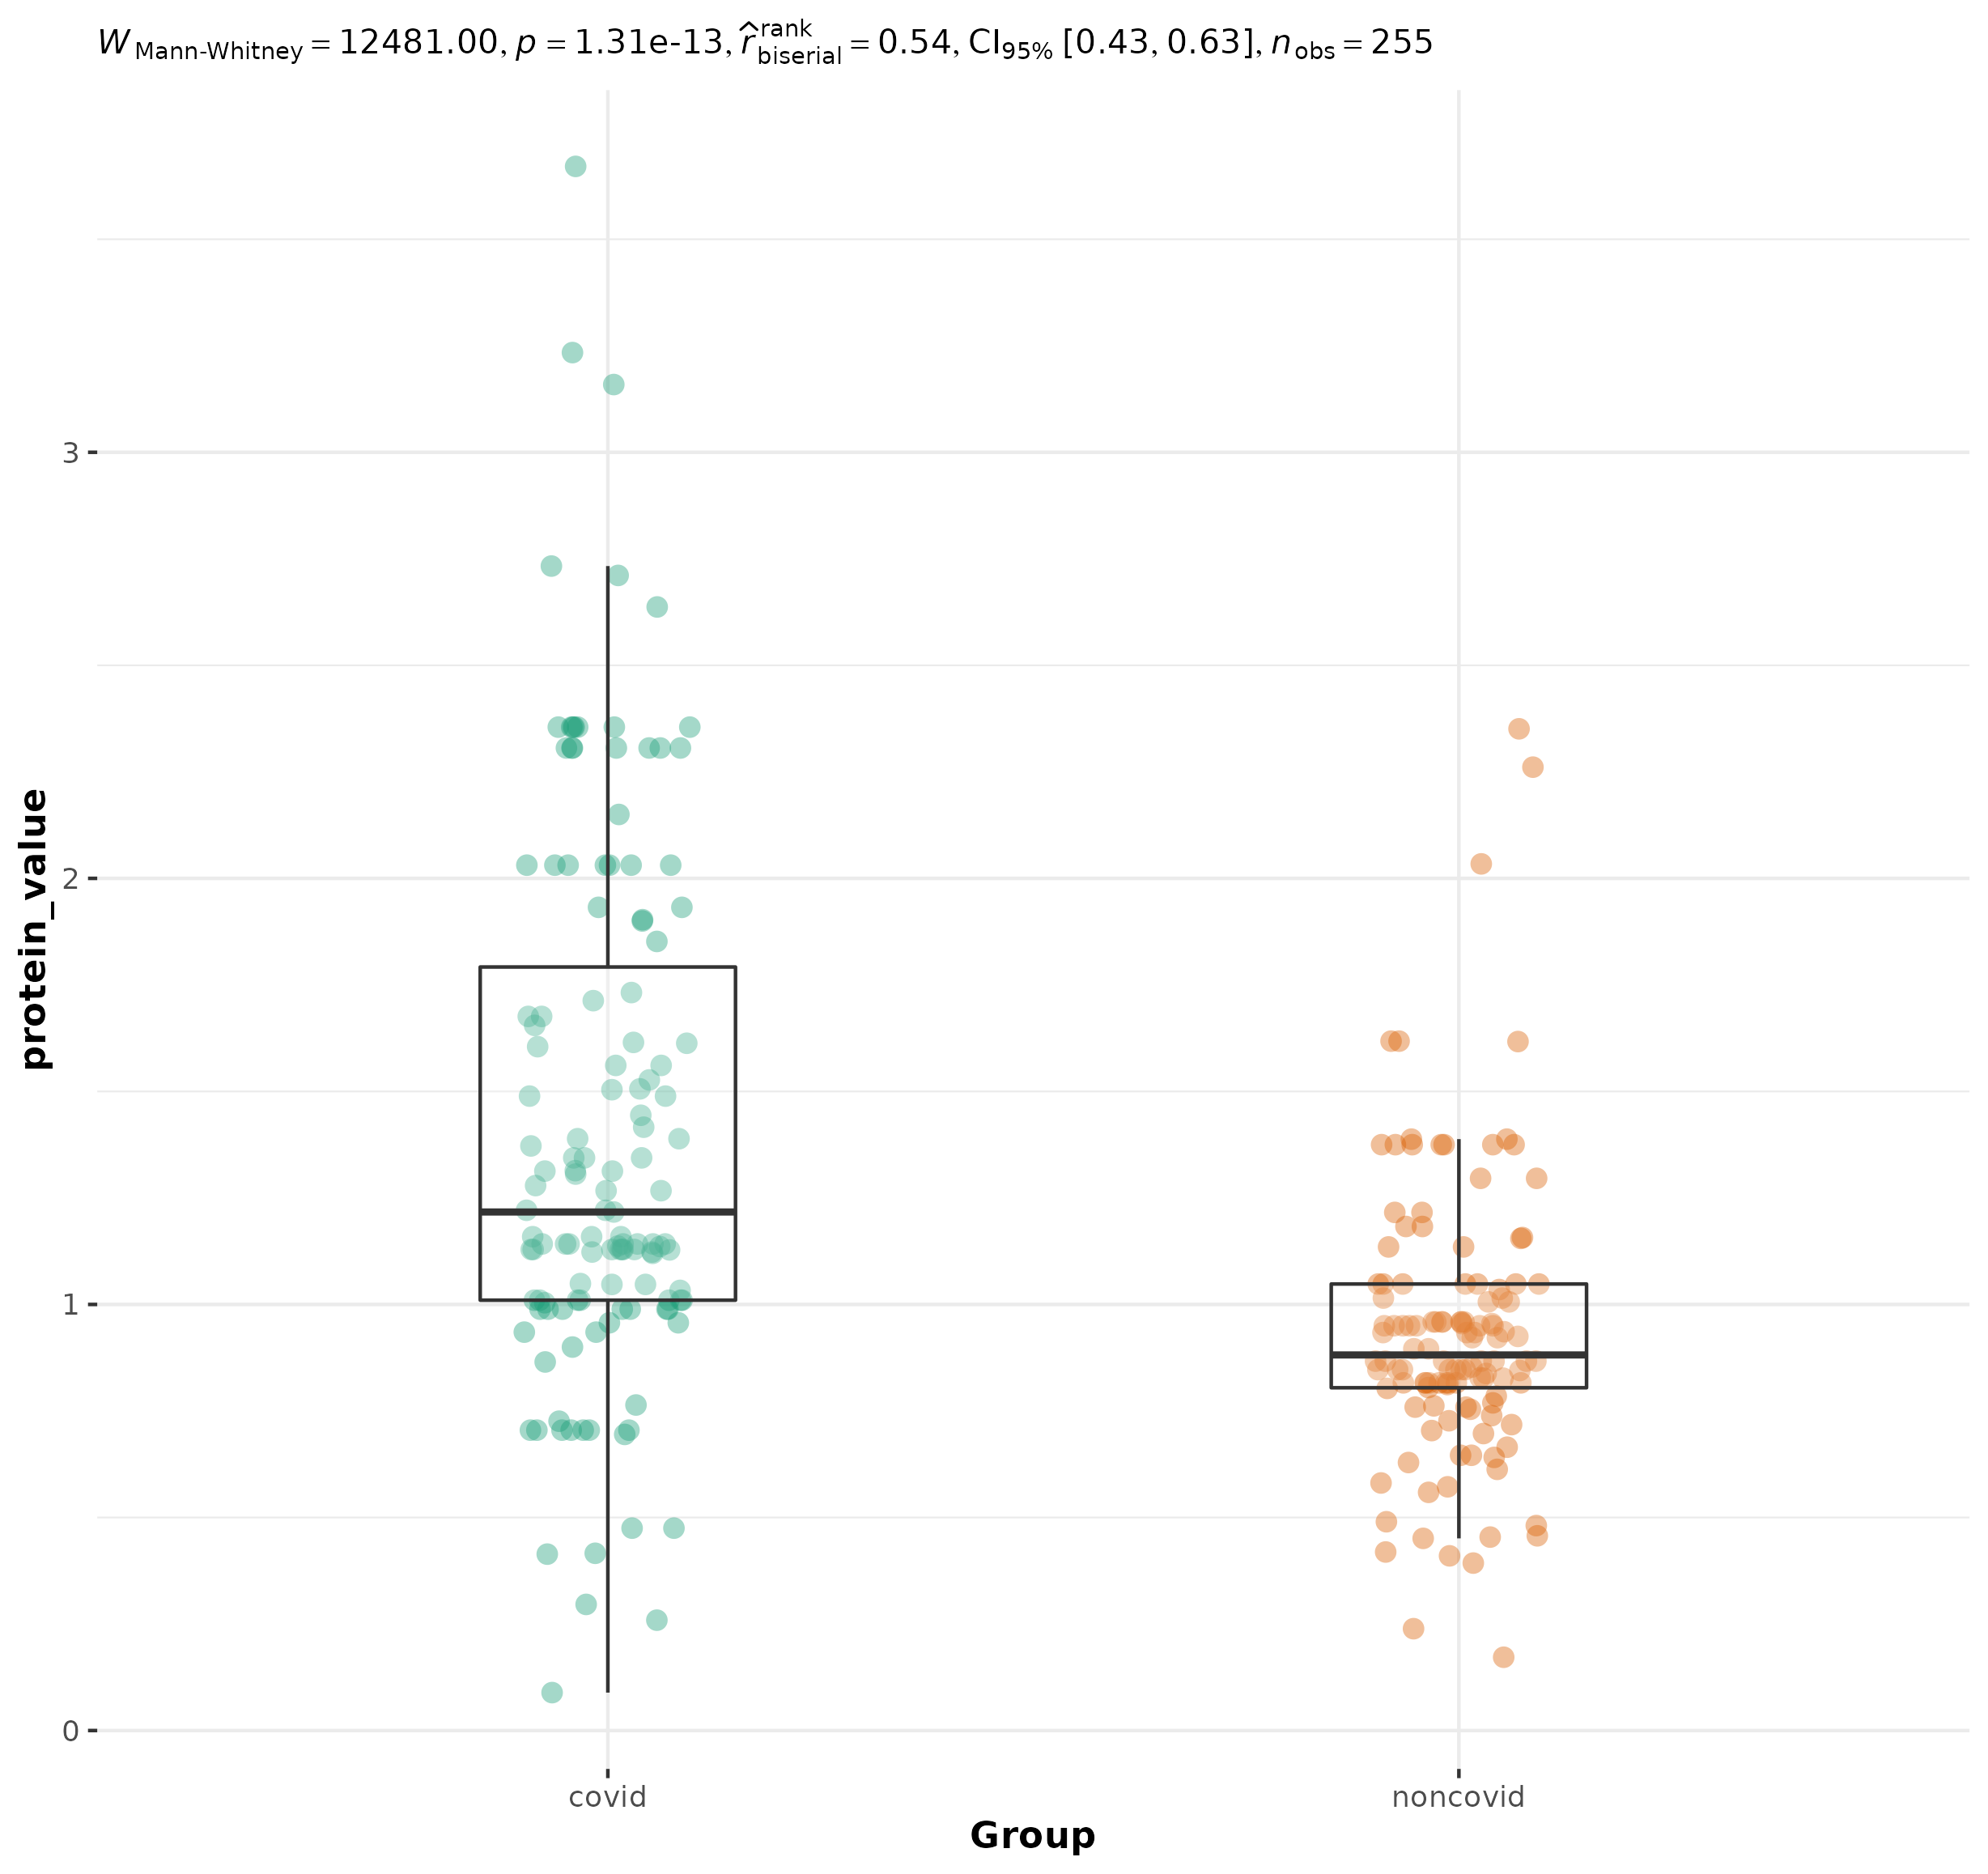 W Mann-Whitney = 12481.00, p = 1.31e-13, r̂ rank biserial = 0.54, CI95% [0.43, 0.63], n obs = 255
3
2
1
0
protein_value
covid noncovid
Group